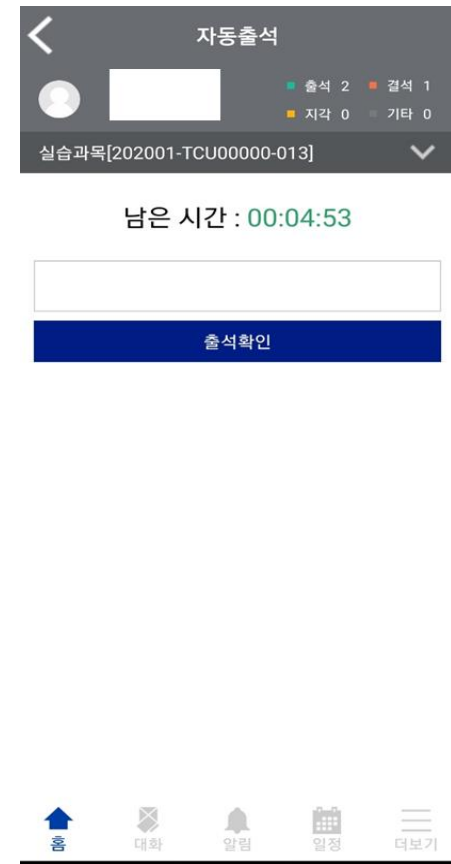 자동출석
출석 2 결석 1
지각 0 기타 0
실습과목[202001-TCU00000-013]
남은 시간 : 00:04:53
출석확인
홈 대화 알림 일정 더보기